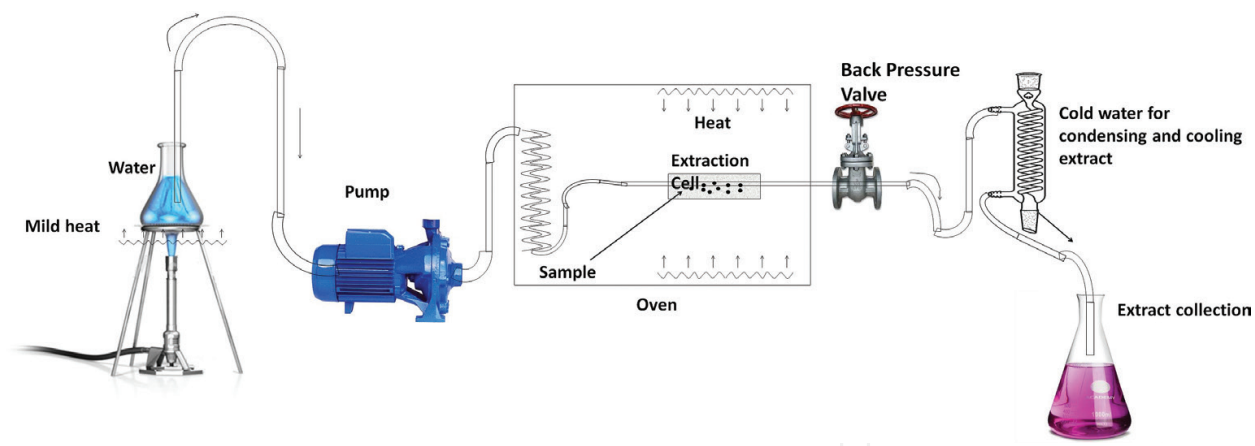 Water
Mild heat
Pump
Heat
Extraction
Cell
Sample
Oven
Back Pressure
Valve
Cold water for
condensing and cooling
extract
Extract collection